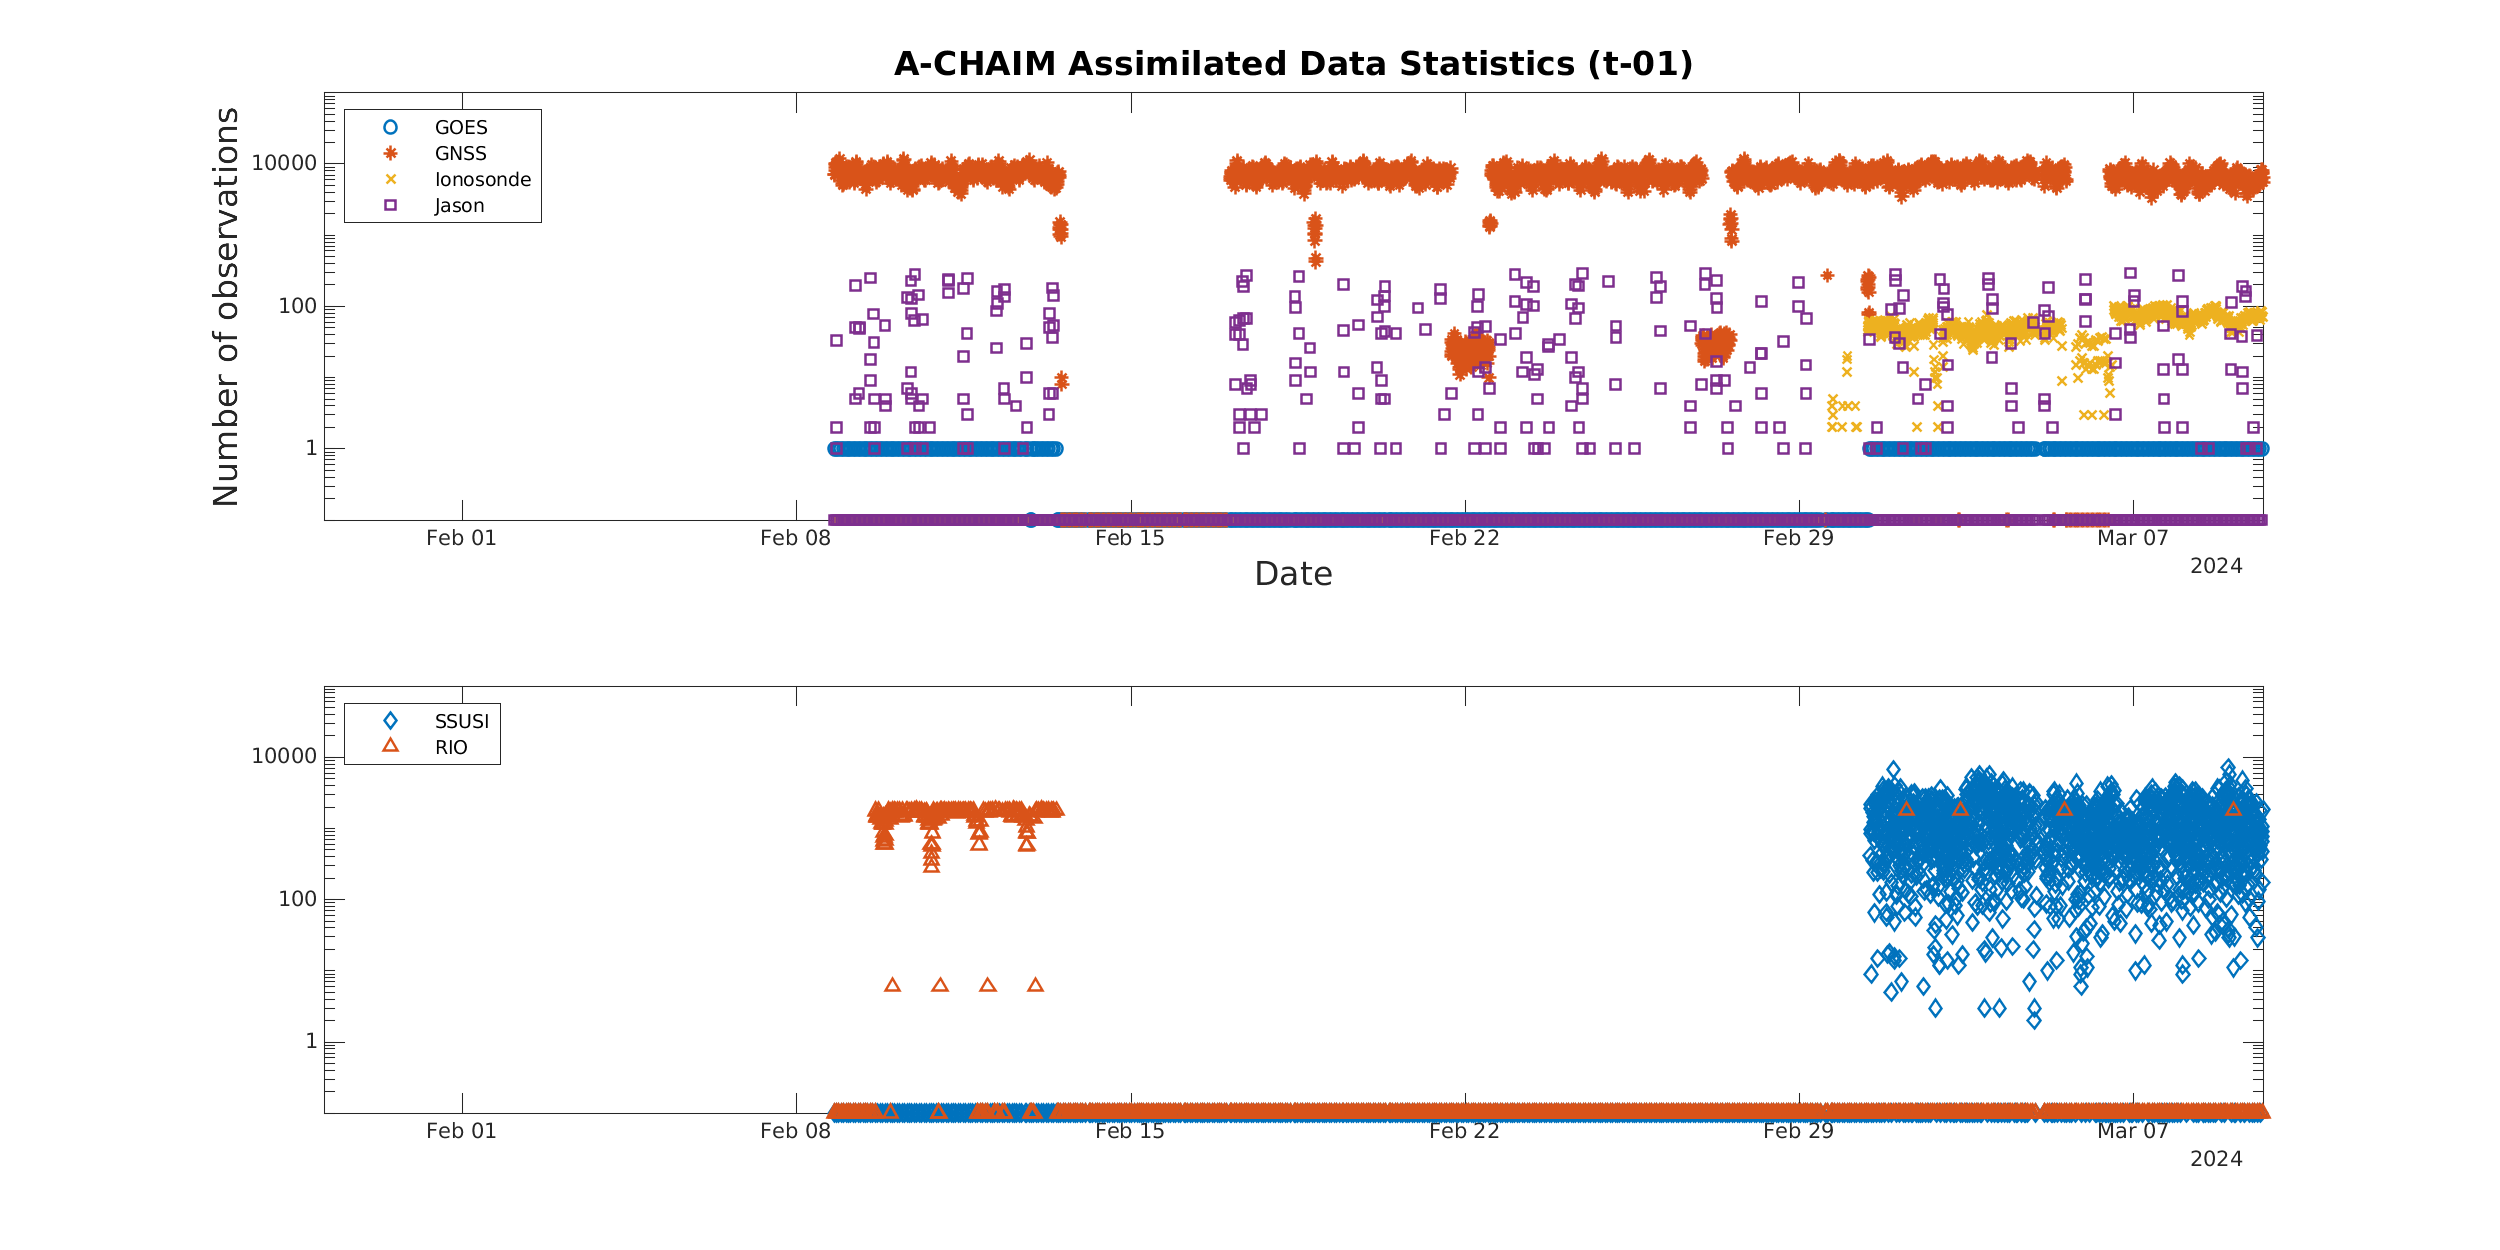 A-CHAIM Assimilated Data Statistics (t-01)
Number of observations
10000
100
1
GOES
GNSS
Ionosonde
Jason
Feb 01 Feb 08 Feb 15 Feb 22 Feb 29 Mar 07
2024
Date
10000
100
1
SSUSI
RIO
Feb 01 Feb 08 Feb 15 Feb 22 Feb 29 Mar 07
2024